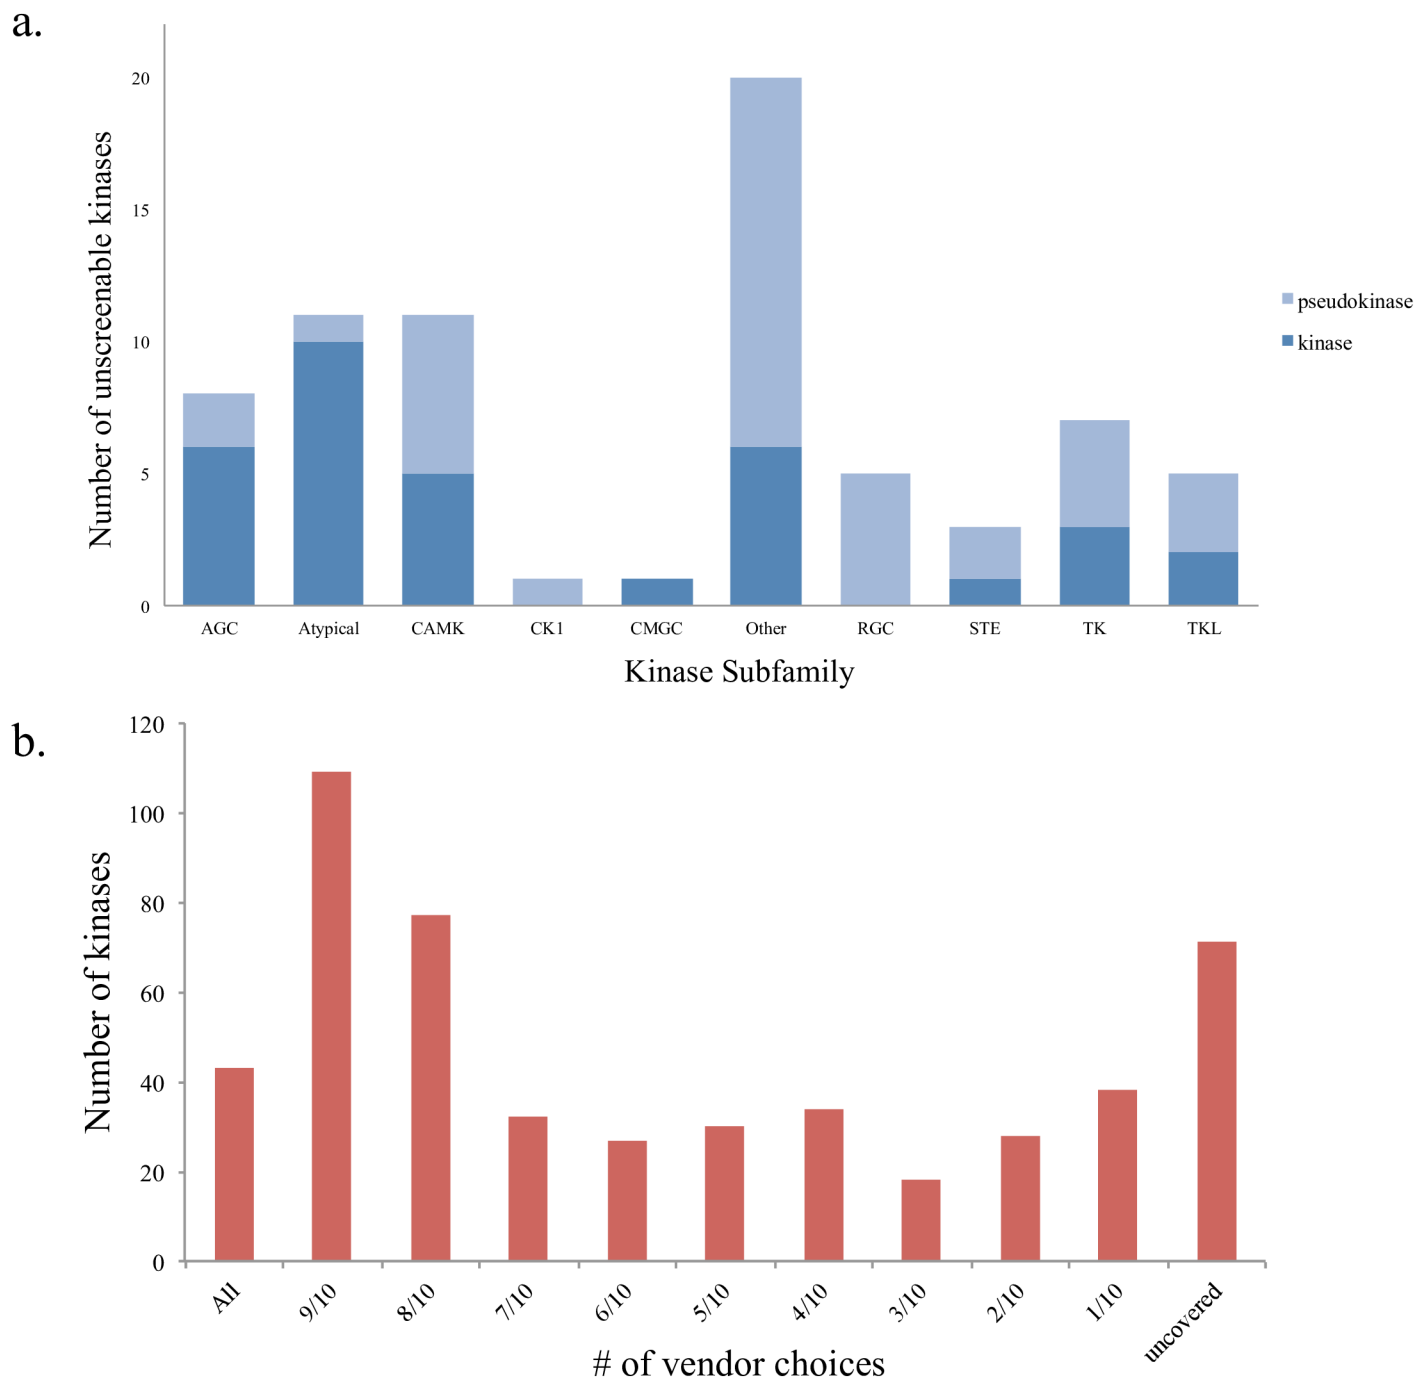 a.
Number of unscreenable kinases
20
15
10
5
0
AGC Atypical CAMK CK1 CMGC Other RGC STE TK TKL
Kinase Subfamily
pseudokinase
kinase
b.
Number of kinases
120
100
80
60
40
20
0
All 9/10 8/10 7/10 6/10 5/10 4/10 3/10 2/10 1/10 uncovered
# of vendor choices